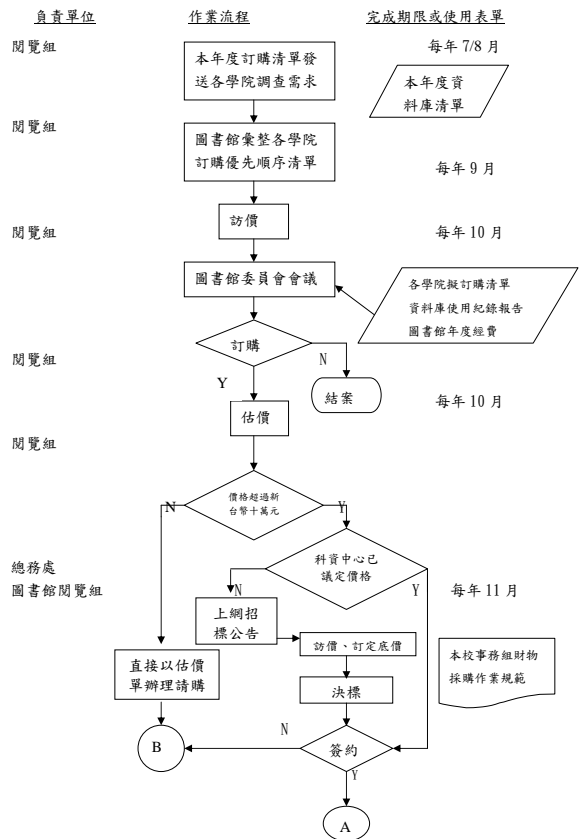 負責單位 作業流程 完成期限或使用表單
閱覽組
每年 7/8 月
本年度訂購清單發
送各學院調查需求
本年度資
料庫清單
閱覽組
圖書館彙整各學院
訂購優先順序清單
每年 9 月
訪價
閱覽組
每年 10 月
圖書館委員會會議
各學院擬訂購清單
資料庫使用紀錄報告
圖書館年度經費
訂購
N
Y
閱覽組
結案
每年 10 月
估價
閱覽組
價格超過新
台幣十萬元
N
Y
總務處
圖書館閱覽組
科資中心已
議定價格
N
Y
每年 11 月
上網招
標公告
訪價、訂定底價
本校事務組財物
採購作業規範
直接以估價
單辦理請購
決標
N
B
簽約
Y
A